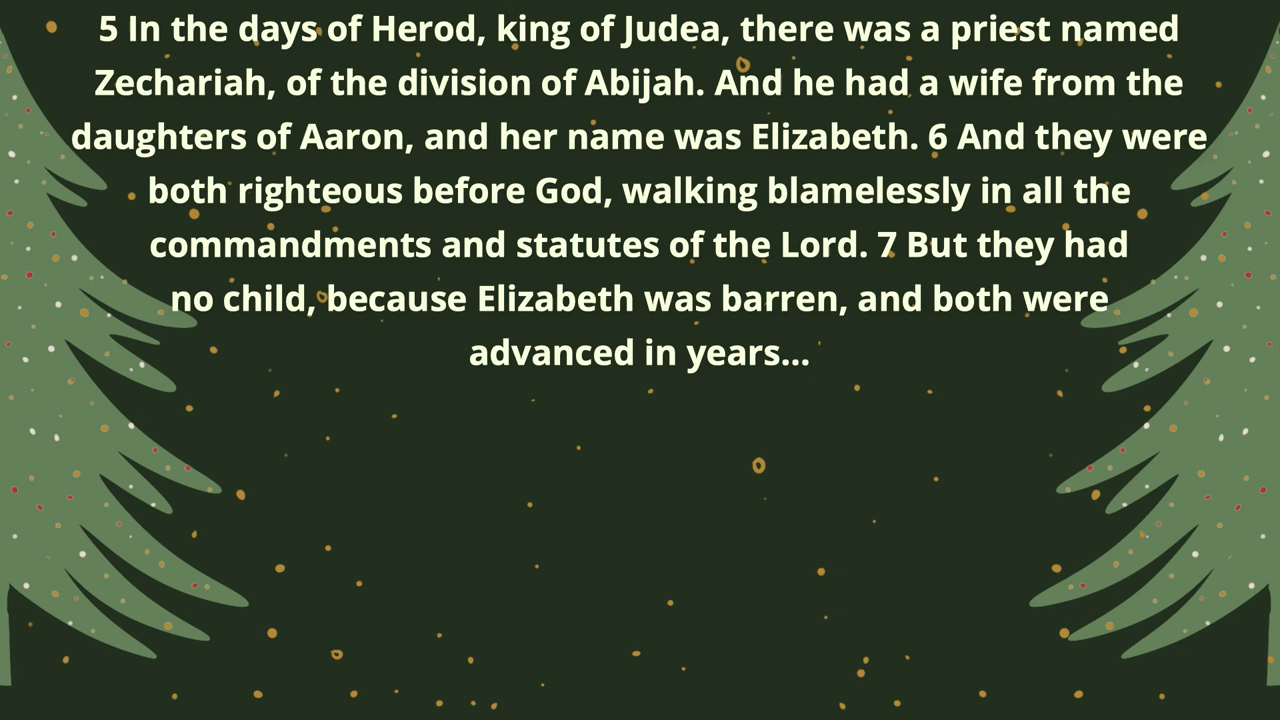 5 In the days of Herod, king of Judea, there was a priest named
Zechariah, of the division of Abijah. And he had a wife from the
daughters of Aaron, and her name was Elizabeth. 6 And they were
both righteous before God, walking blamelessly in all the
commandments and statutes of the Lord. 7 But they had
no child, because Elizabeth was barren, and both were
advanced in years...